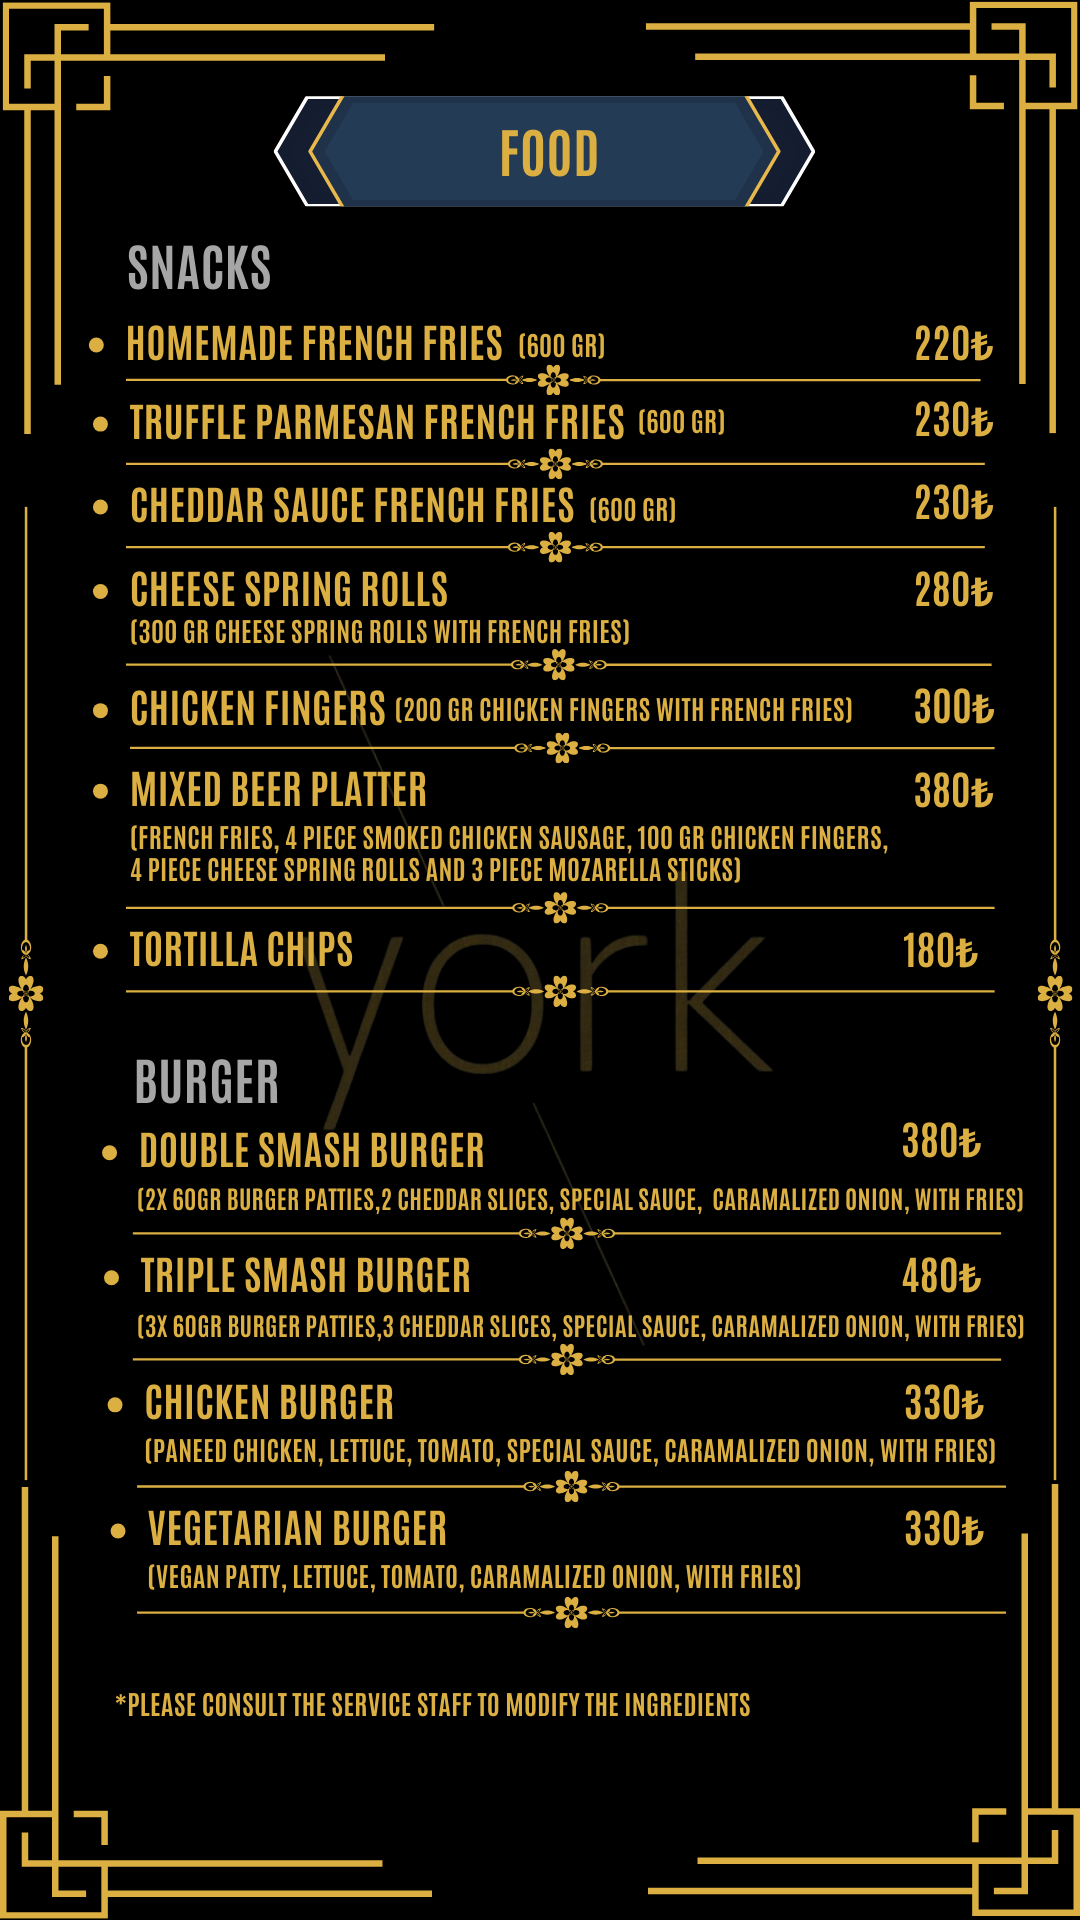 FOOD
SNACKS
HOMEMADE FRENCH FRIES (600 GR) 220₺
TRUFFLE PARMESAN FRENCH FRIES (600 GR) 230₺
CHEDDAR SAUCE FRENCH FRIES (600 GR) 230₺
CHEESE SPRING ROLLS 280₺
(300 GR CHEESE SPRING ROLLS WITH FRENCH FRIES)
CHICKEN FINGERS (200 GR CHICKEN FINGERS WITH FRENCH FRIES) 300₺
MIXED BEER PLATTER 380₺
(FRENCH FRIES, 4 PIECE SMOKED CHICKEN SAUSAGE, 100 GR CHICKEN FINGERS,
4 PIECE CHEESE SPRING ROLLS AND 3 PIECE MOZARELLA STICKS)
TORTILLA CHIPS 180₺
york
BURGER
DOUBLE SMASH BURGER 380₺
(2X 60GR BURGER PATTIES,2 CHEDDAR SLICES, SPECIAL SAUCE, CARAMALIZED ONION, WITH FRIES)
TRIPLE SMASH BURGER 480₺
(3X 60GR BURGER PATTIES,3 CHEDDAR SLICES, SPECIAL SAUCE, CARAMALIZED ONION, WITH FRIES)
CHICKEN BURGER 330₺
(PANEED CHICKEN, LETTUCE, TOMATO, SPECIAL SAUCE, CARAMALIZED ONION, WITH FRIES)
VEGETARIAN BURGER 330₺
(VEGAN PATTY, LETTUCE, TOMATO, CARAMALIZED ONION, WITH FRIES)
*PLEASE CONSULT THE SERVICE STAFF TO MODIFY THE INGREDIENTS